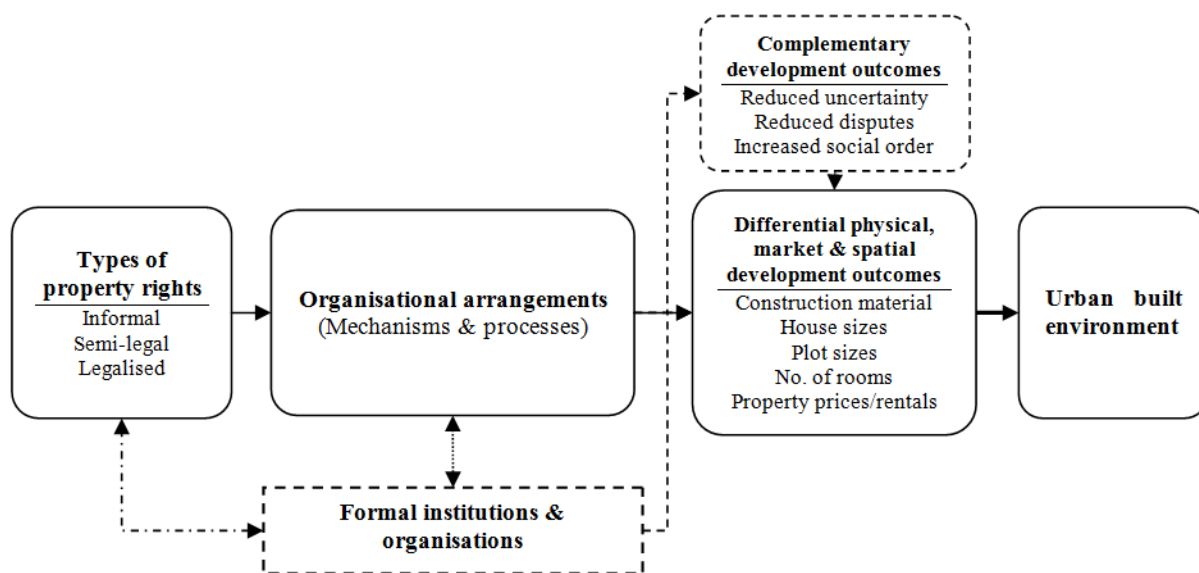 Types of
property rights
Informal
Semi-legal
Legalised
Organisational arrangements
(Mechanisms & processes)
Formal institutions &
organisations
Complementary
development outcomes
Reduced uncertainty
Reduced disputes
Increased social order
Differential physical,
market & spatial
development outcomes
Construction material
House sizes
Plot sizes
No. of rooms
Property prices/rentals
Urban built
environment